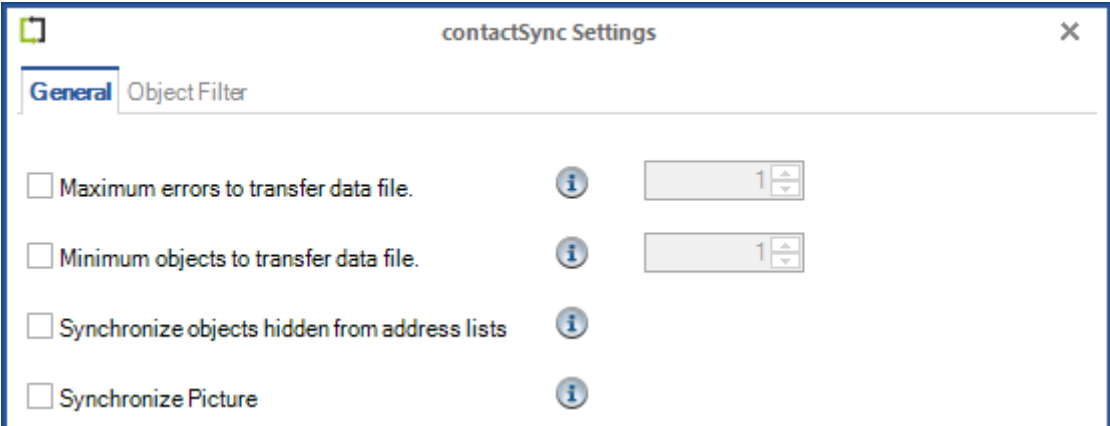 contactSync Settings
General Object Filter
Maximum errors to transfer data file. 1
Minimum objects to transfer data file. 1
Synchronize objects hidden from address lists
Synchronize Picture